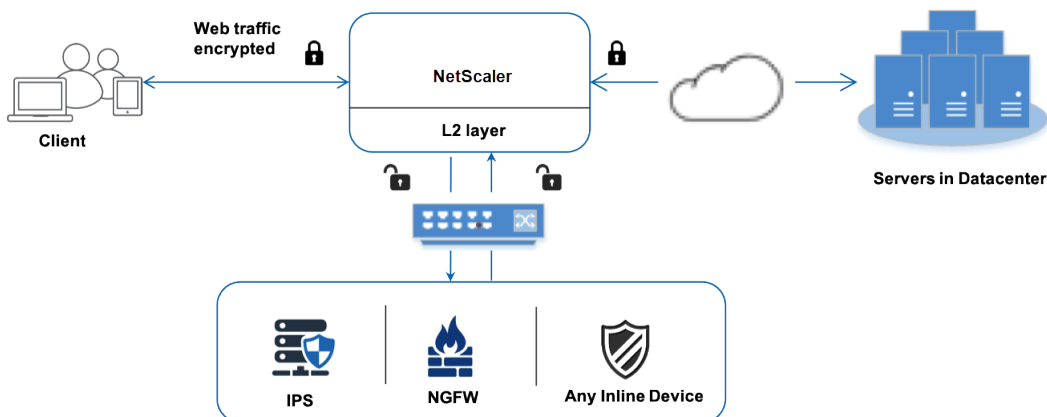 Web traffic
encrypted
NetScaler
L2 layer
Client
Servers in Datacenter
IPS
NGFW
Any Inline Device